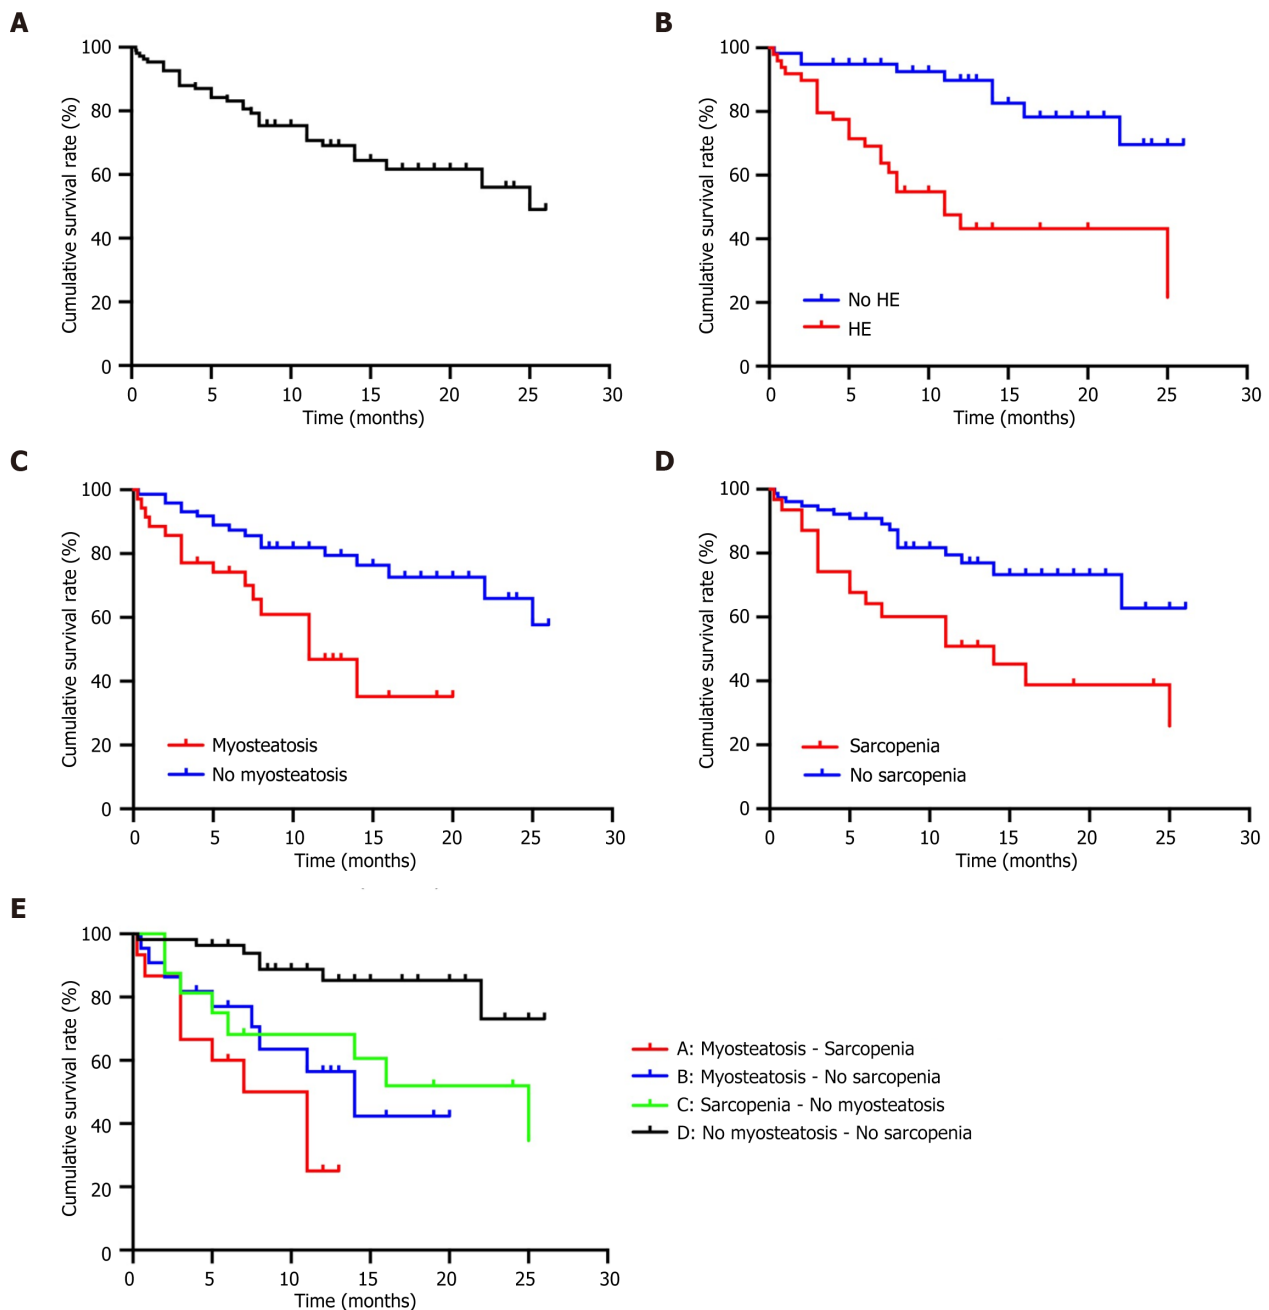 A
Cumulative survival rate (%)
100
80
60
40
20
0
0 5 10 15 20 25 30
Time (months)
B
Cumulative survival rate (%)
100
80
60
40
20
0
No HE
HE
0 5 10 15 20 25 30
Time (months)
C
Cumulative survival rate (%)
100
80
60
40
20
0
Myosteatosis
No myosteatosis
0 5 10 15 20 25 30
Time (months)
D
Cumulative survival rate (%)
100
80
60
40
20
0
Sarcopenia
No sarcopenia
0 5 10 15 20 25 30
Time (months)
E
Cumulative survival rate (%)
100
80
60
40
20
0
0 5 10 15 20 25 30
Time (months)
A: Myosteatosis - Sarcopenia
B: Myosteatosis - No sarcopenia
C: Sarcopenia - No myosteatosis
D: No myosteatosis - No sarcopenia